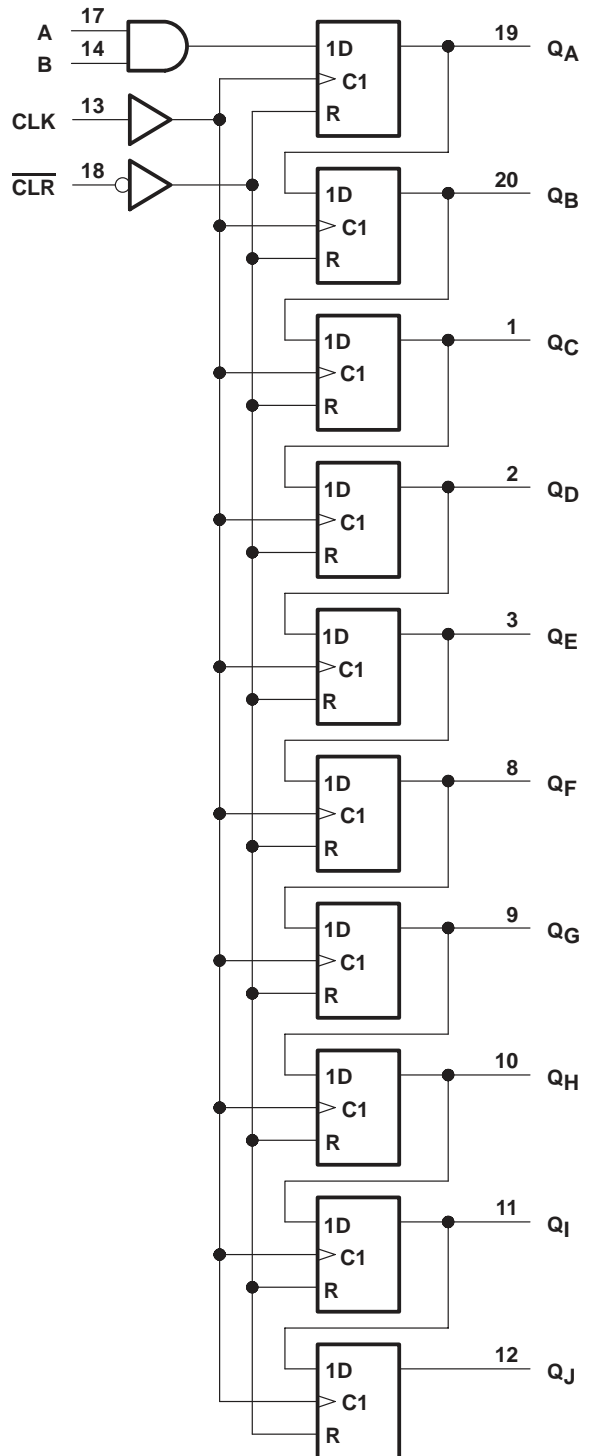 A 17
B 14
1D 19 QA
CLK 13 C1
R
CLR 18
1D 20 QB
C1
R
1D 1 QC
C1
R
1D 2 QD
C1
R
1D 3 QE
C1
R
1D 8 QF
C1
R
1D 9 QG
C1
R
1D 10 QH
C1
R
1D 11 QI
C1
R
1D 12 QJ
C1
R